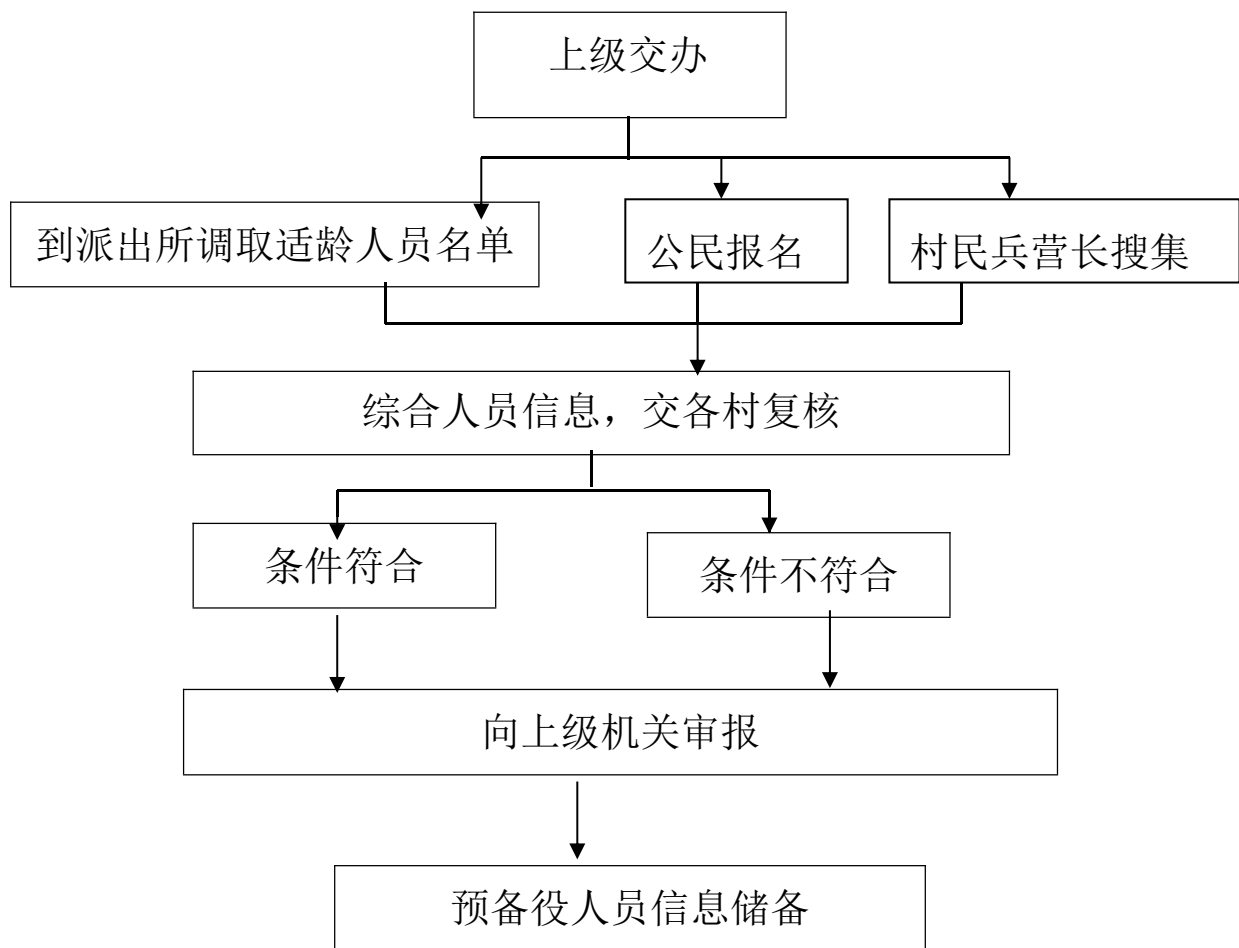 上级交办
到派出所调取适龄人员名单
公民报名
村民兵营长搜集
综合人员信息，交各村复核
条件符合
条件不符合
向上级机关审报
预备役人员信息储备